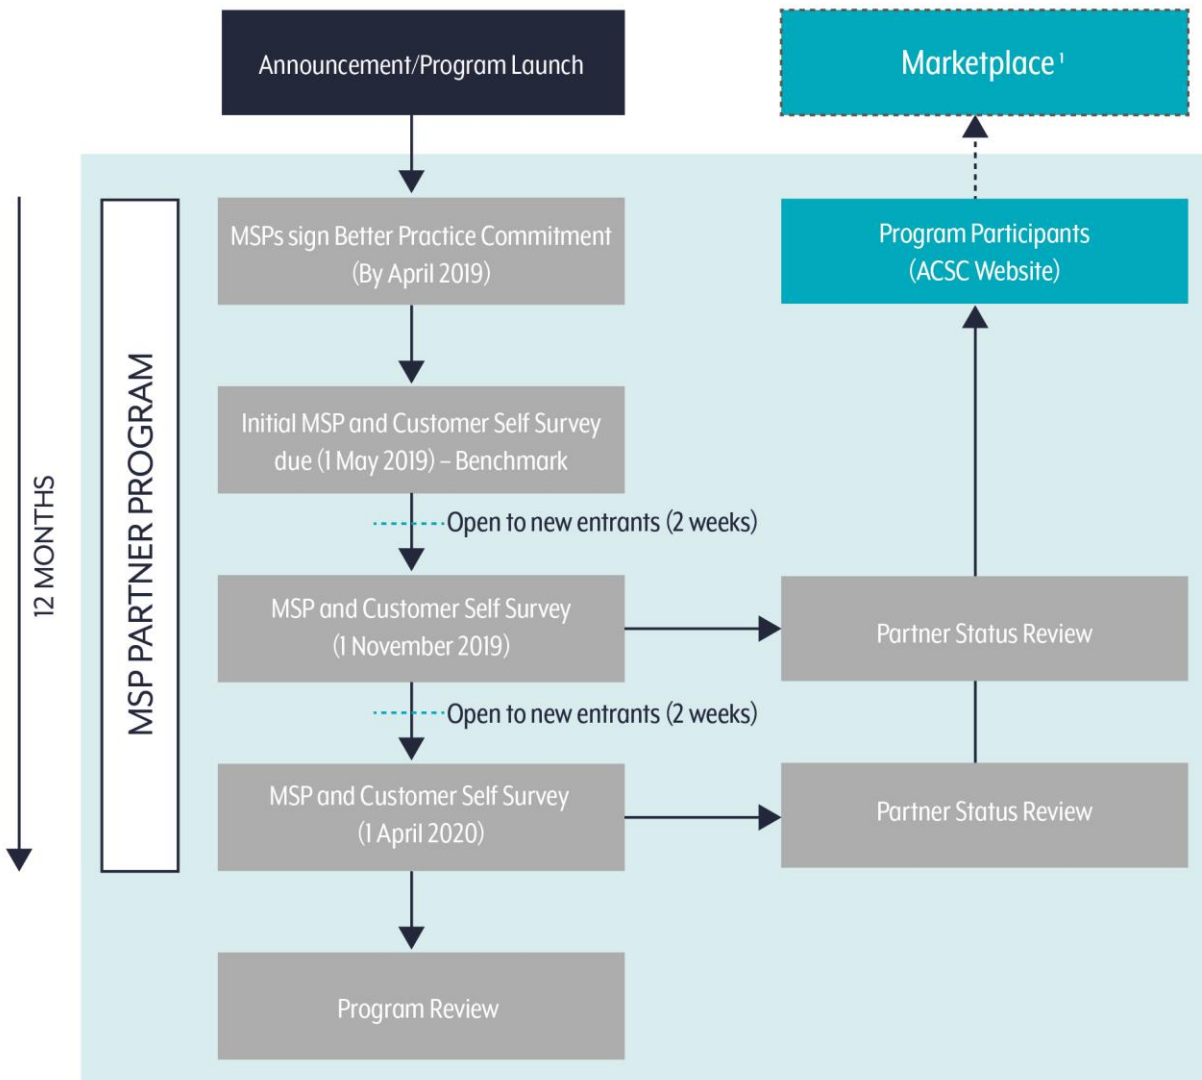 Announcement/Program Launch
Marketplace¹
12 MONTHS
MSP PARTNER PROGRAM
MSPs sign Better Practice Commitment
(By April 2019)
Program Participants
(ACSC Website)
Initial MSP and Customer Self Survey
due (1 May 2019) – Benchmark
Open to new entrants (2 weeks)
MSP and Customer Self Survey
(1 November 2019)
Partner Status Review
Open to new entrants (2 weeks)
MSP and Customer Self Survey
(1 April 2020)
Partner Status Review
Program Review